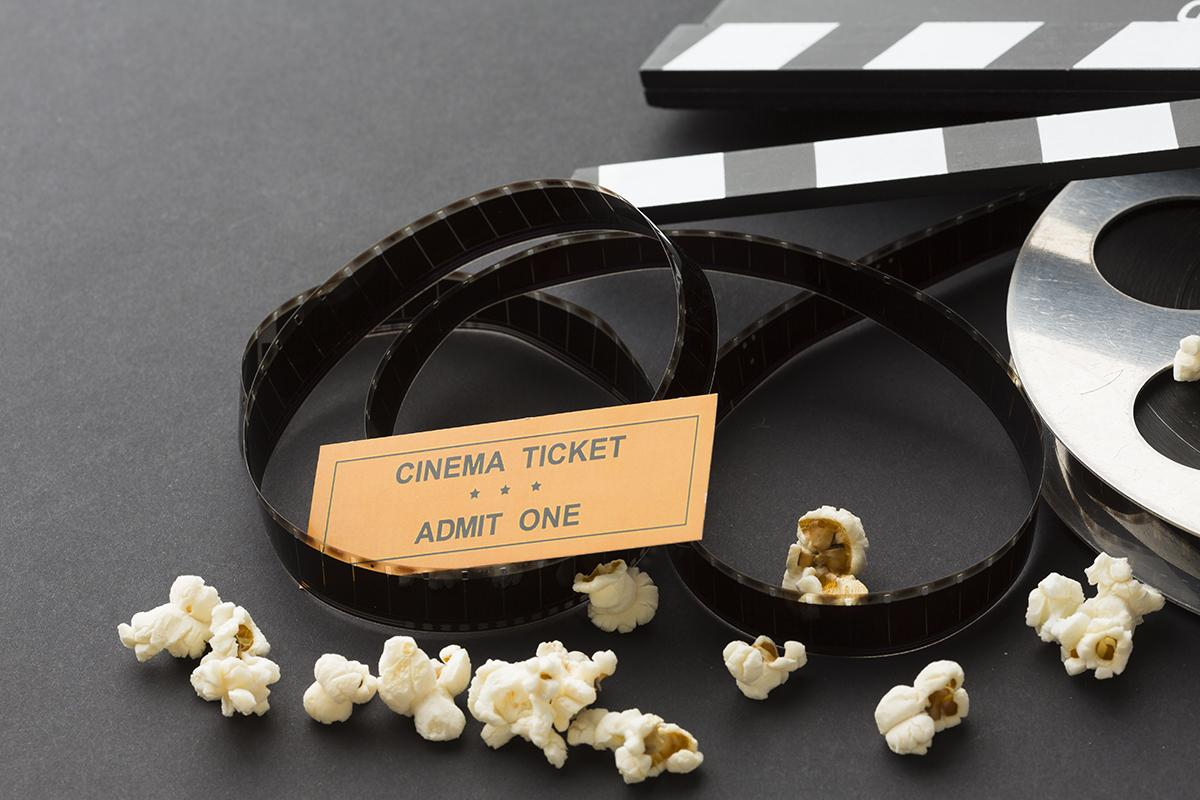 CINEMA TICKET
★ ★ ★
ADMIT ONE